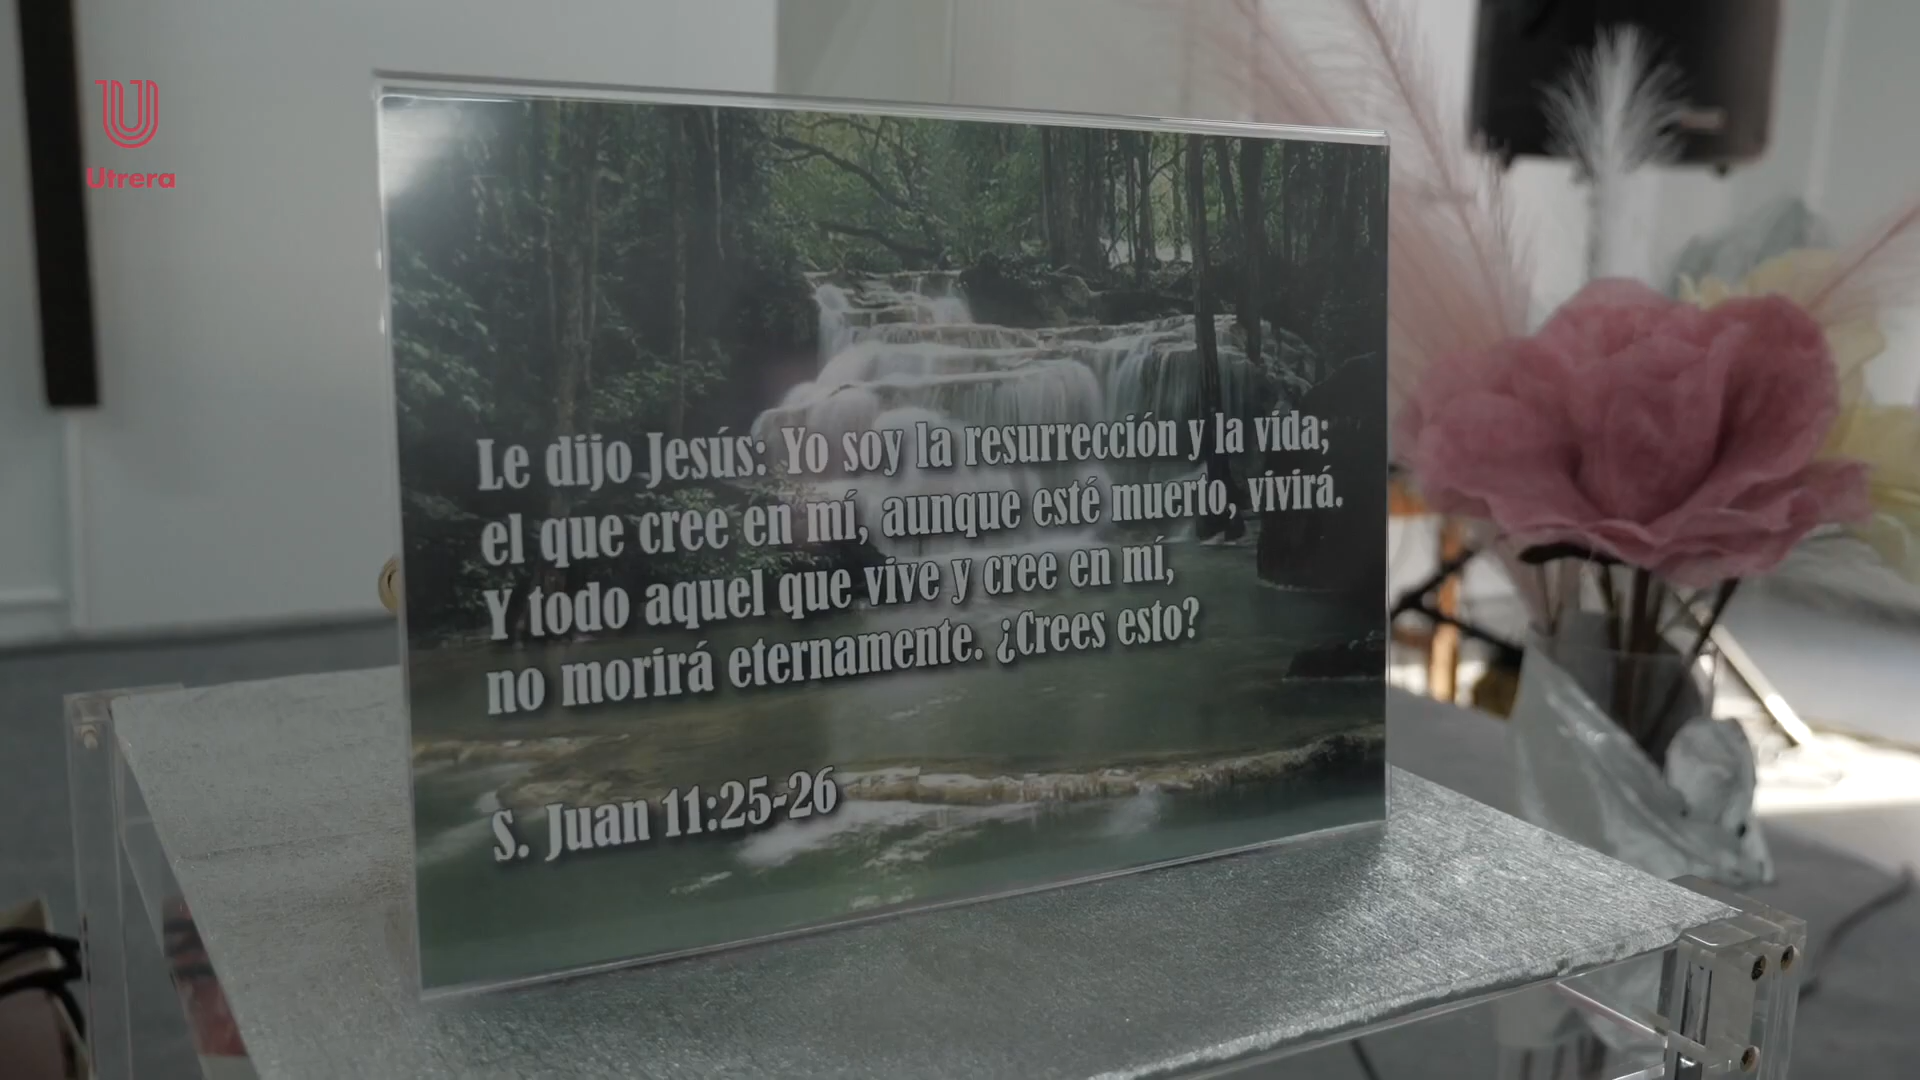 Utrera
Le dijo Jesús: Yo soy la resurrección y la vida;
el que cree en mí, aunque esté muerto, vivirá.
Y todo aquel que vive y cree en mí,
no morirá eternamente. ¿Crees esto?
S. Juan 11:25-26